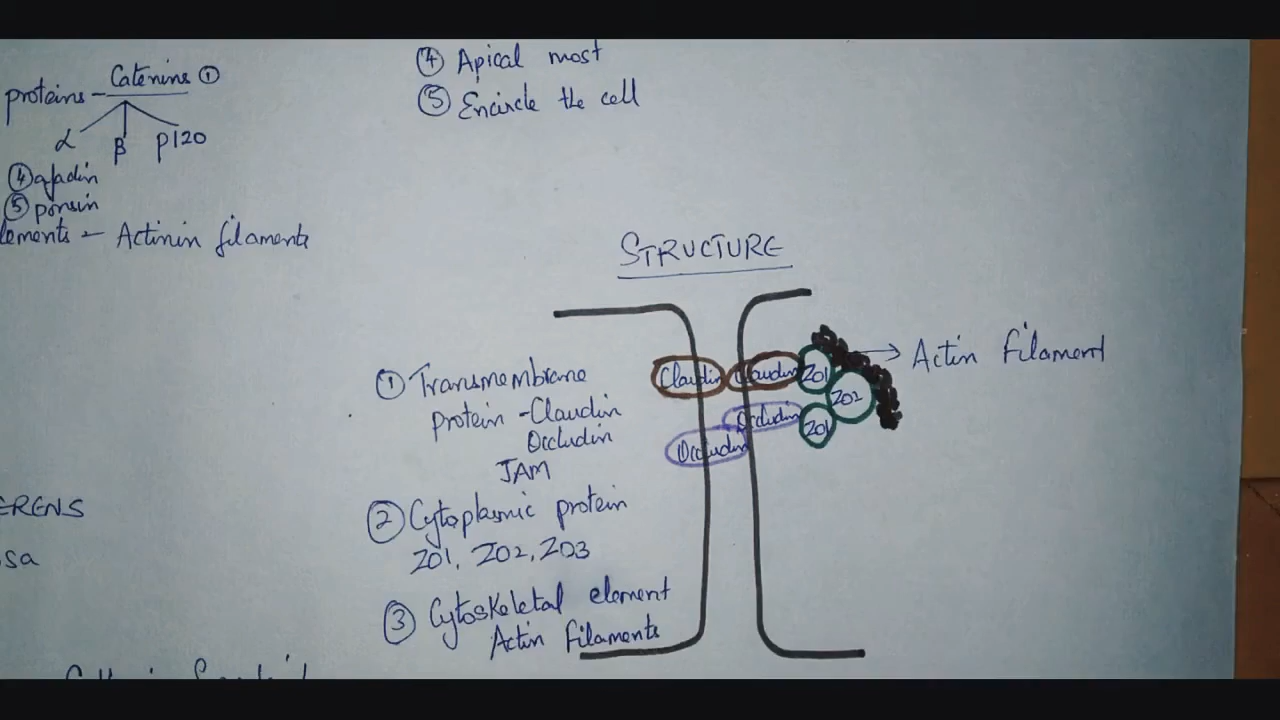 proteins - Catenins ①
α β p120
④ afadin
⑤ ponsin
lements - Actinin filaments
ERENS
sa
④ Apical most
⑤ Encircle the cell
STRUCTURE
① Transmembrane
protein - Claudin
Occludin
JAM
② Cytoplasmic protein
ZO1, ZO2, ZO3
③ Cytoskeletal element
Actin Filaments
Claudin Claudin ZO1
ZO2
Occludin ZO1
Occludin
Actin Filament